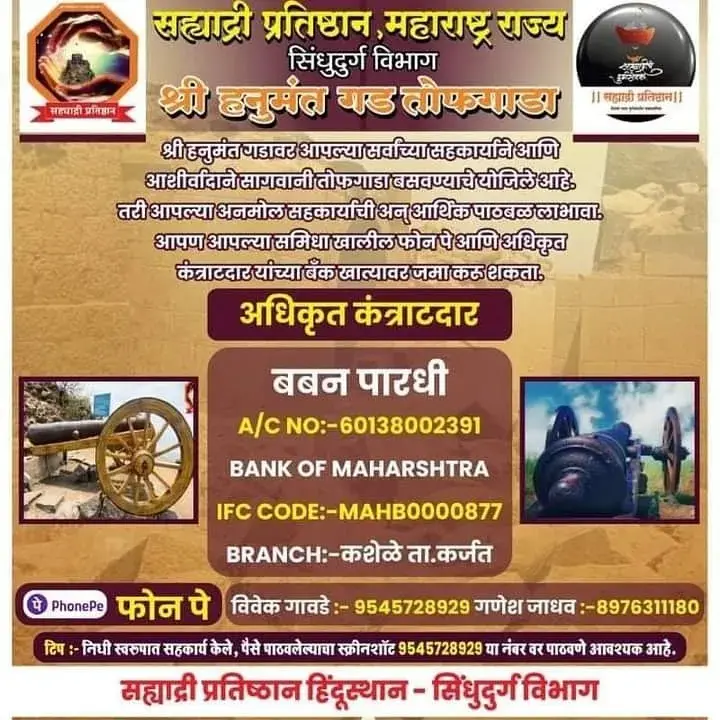 सह्याद्री प्रतिष्ठान ,महाराष्ट्र राज्य
सिंधुदुर्ग विभाग
श्री हनुमंत गड तोफगाडा
सह्याद्री प्रतिष्ठान
|| सह्याद्री प्रतिष्ठान||
श्री हनुमंत गडावर आपल्या सर्वांच्या सहकार्याने आणि
आशीर्वादाने सागवानी तोफगाडा बसवण्याचे योजिले आहे.
तरी आपल्या अनमोल सहकार्याची अन् आर्थिक पाठबळ लाभावा.
आपण आपल्या समिधा खालील फोन पे आणि अधिकृत
कंत्राटदार यांच्या बँक खात्यावर जमा करू शकता.
अधिकृत कंत्राटदार
बबन पारधी
A/C NO:-60138002391
BANK OF MAHARSHTRA
IFC CODE:-MAHB0000877
BRANCH:-कशेळे ता.कर्जत
पे PhonePe फोन पे विवेक गावडे :- 9545728929 गणेश जाधव :-8976311180
टिप :- निधी स्वरूपात सहकार्य केले, पैसे पाठवलेल्याचा स्क्रीनशॉट 9545728929 या नंबर वर पाठवणे आवश्यक आहे.
सह्याद्री प्रतिष्ठान हिंदूस्थान - सिंधुदुर्ग विभाग